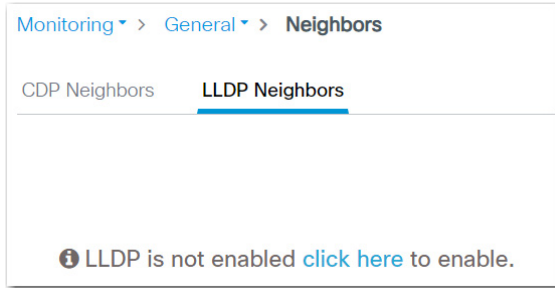 Monitoring > General > Neighbors
CDP Neighbors LLDP Neighbors
LLDP is not enabled click here to enable.